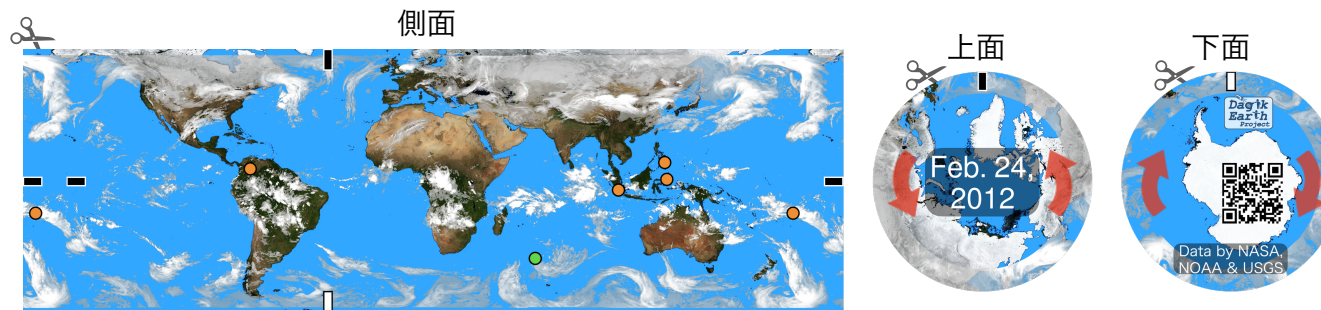 側面
上面
下面
Feb. 24,
2012
Dagik
Earth
Project
Data by NASA,
NOAA & USGS